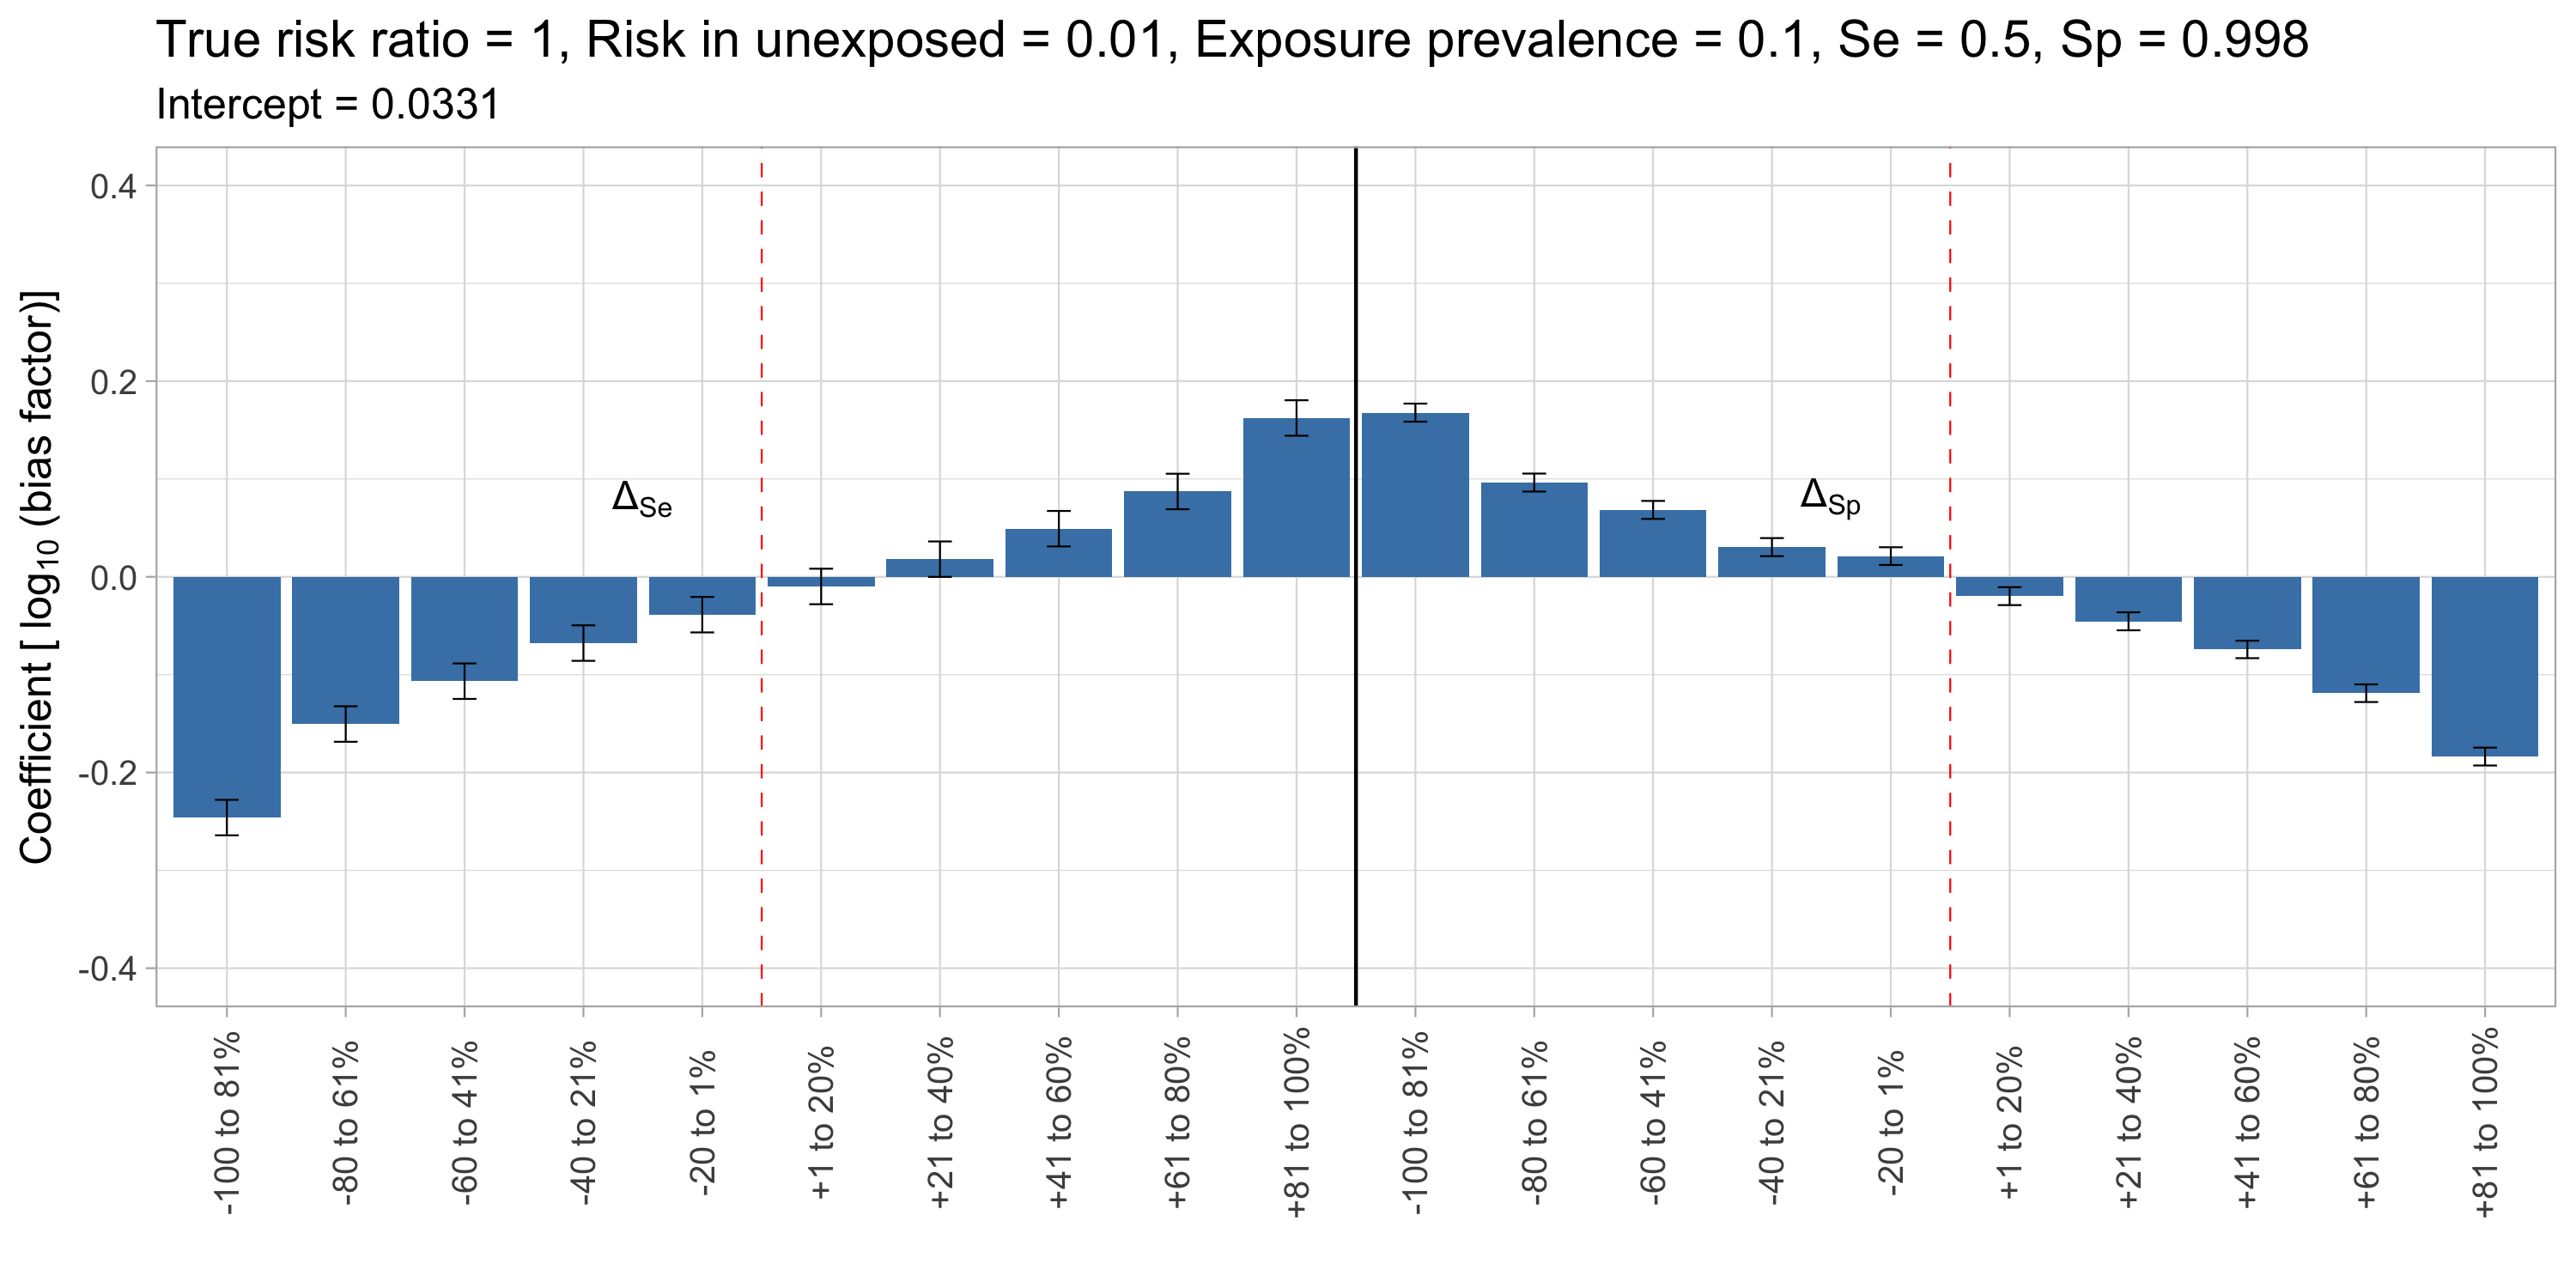 True risk ratio = 1, Risk in unexposed = 0.01, Exposure prevalence = 0.1, Se = 0.5, Sp = 0.998
Intercept = 0.0331
Coefficient [ log10 (bias factor)]
0.4
0.2
0.0
-0.2
-0.4
ΔSe
ΔSp
-100 to 81%
-80 to 61%
-60 to 41%
-40 to 21%
-20 to 1%
+1 to 20%
+21 to 40%
+41 to 60%
+61 to 80%
+81 to 100%
-100 to 81%
-80 to 61%
-60 to 41%
-40 to 21%
-20 to 1%
+1 to 20%
+21 to 40%
+41 to 60%
+61 to 80%
+81 to 100%